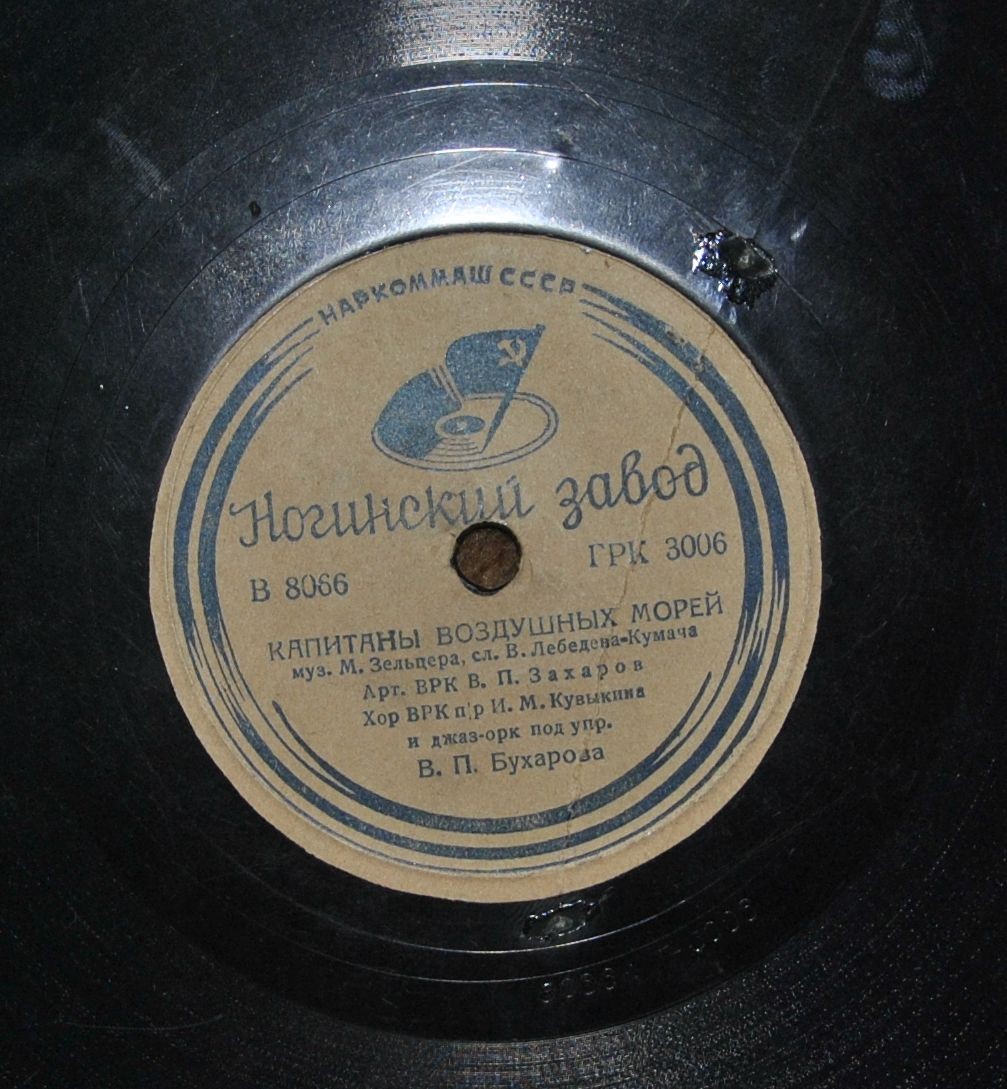 НАРКОММАШ СССР
Ногинский завод
В 8066
ГРК 3006
КАПИТАНЫ ВОЗДУШНЫХ МОРЕЙ
муз. М. Зельцера, сл. В. Лебедева-Кумача
Арт. ВРК В. П. Захаров
Хор ВРК п/р И. М. Кувыкина
и джаз-орк под упр.
В. П. Бухарова